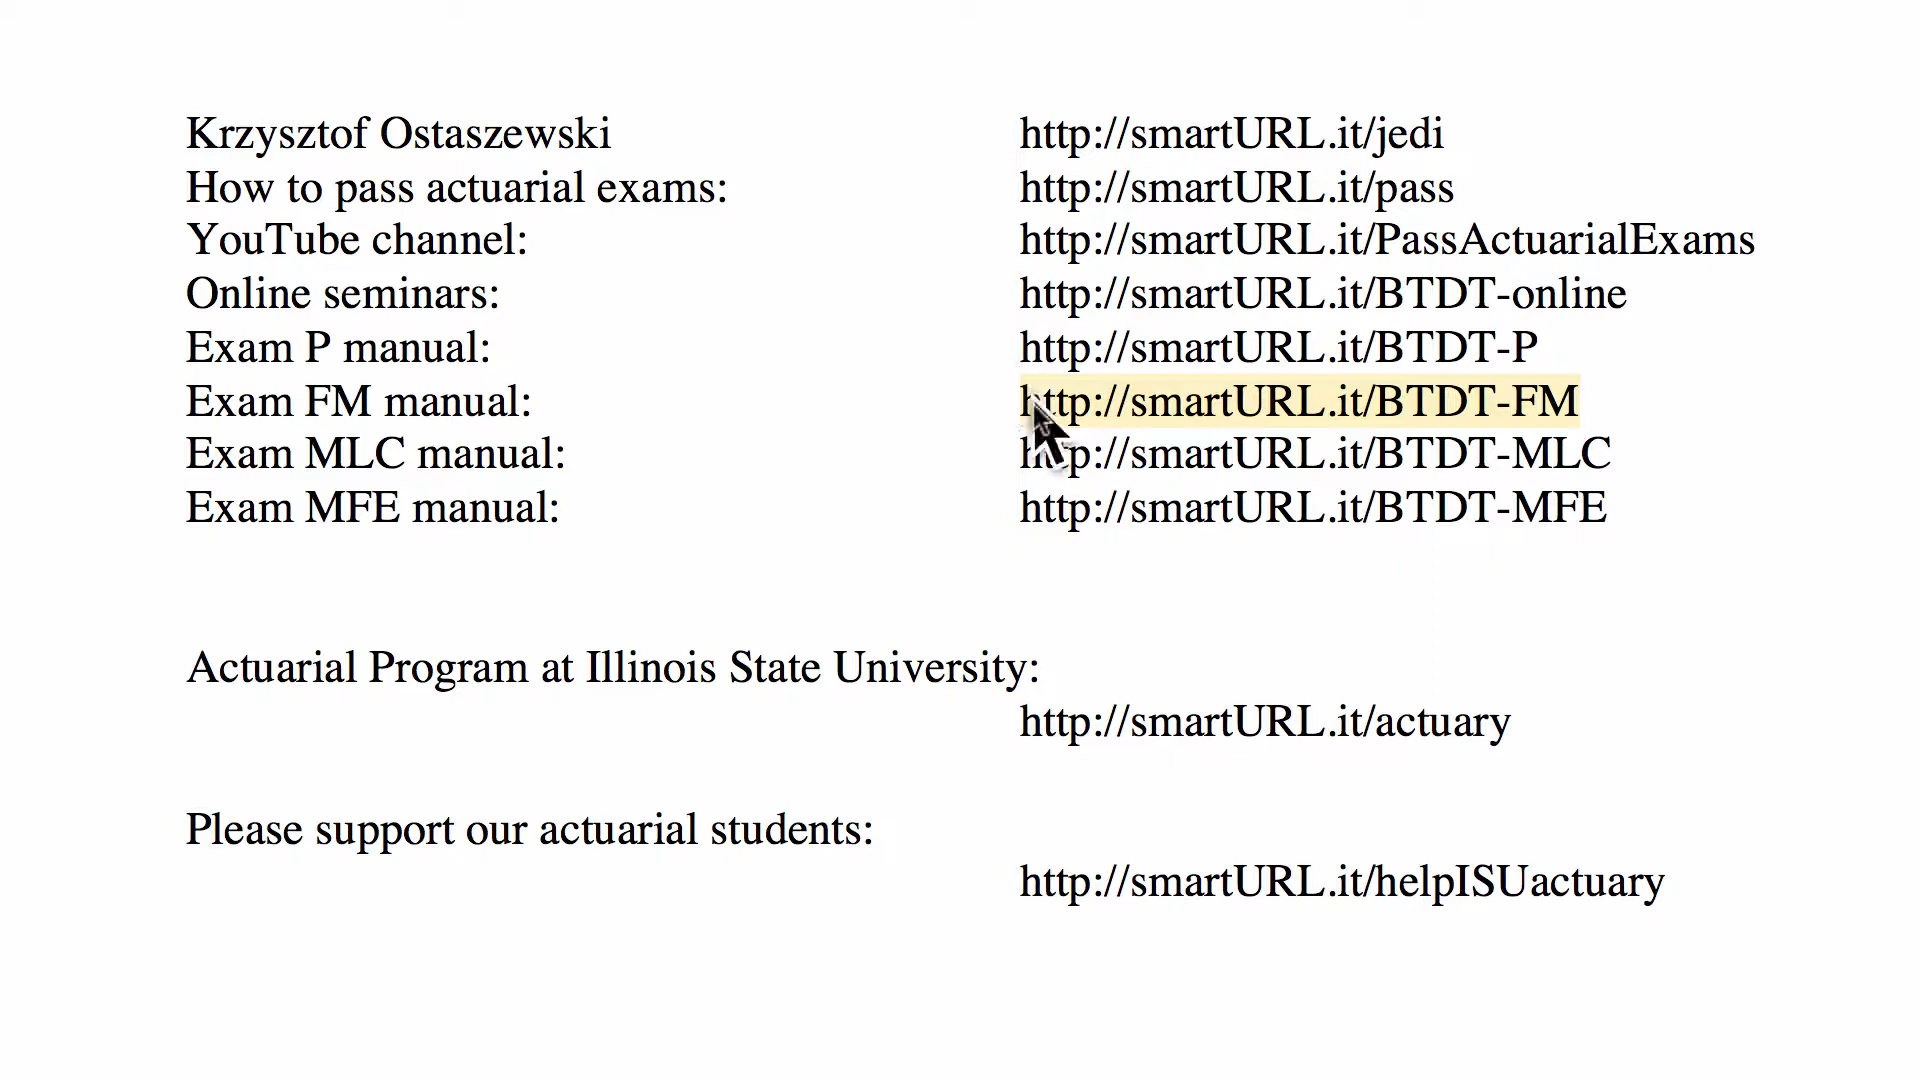 Krzysztof Ostaszewski http://smartURL.it/jedi
How to pass actuarial exams: http://smartURL.it/pass
YouTube channel: http://smartURL.it/PassActuarialExams
Online seminars: http://smartURL.it/BTDT-online
Exam P manual: http://smartURL.it/BTDT-P
Exam FM manual: http://smartURL.it/BTDT-FM
Exam MLC manual: http://smartURL.it/BTDT-MLC
Exam MFE manual: http://smartURL.it/BTDT-MFE
Actuarial Program at Illinois State University:
http://smartURL.it/actuary
Please support our actuarial students:
http://smartURL.it/helpISUactuary